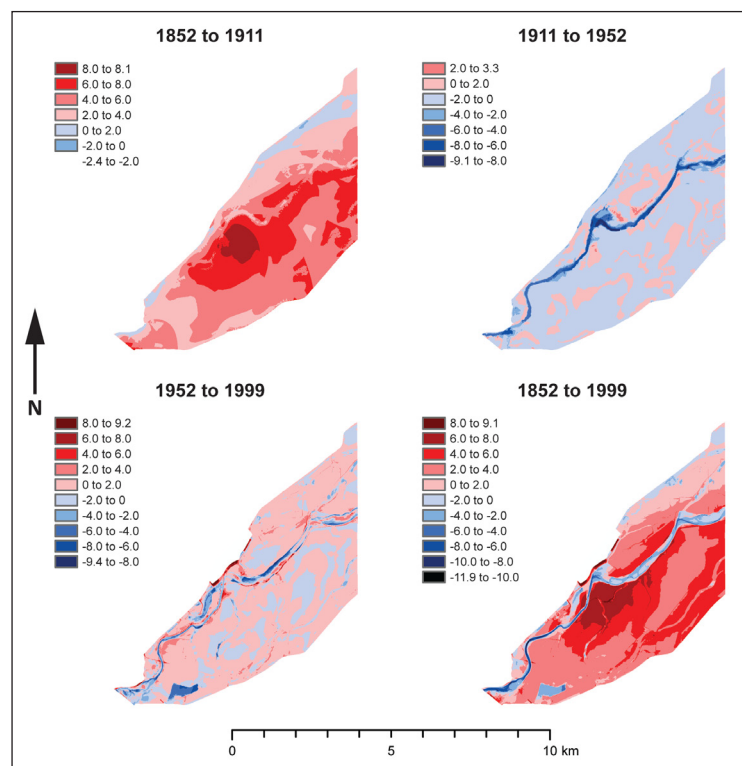 1852 to 1911
8.0 to 8.1
6.0 to 8.0
4.0 to 6.0
2.0 to 4.0
0 to 2.0
-2.0 to 0
-2.4 to -2.0
1911 to 1952
2.0 to 3.3
0 to 2.0
-2.0 to 0
-4.0 to -2.0
-6.0 to -4.0
-8.0 to -6.0
-9.1 to -8.0
N
1952 to 1999
8.0 to 9.2
6.0 to 8.0
4.0 to 6.0
2.0 to 4.0
0 to 2.0
-2.0 to 0
-4.0 to -2.0
-6.0 to -4.0
-8.0 to -6.0
-9.4 to -8.0
1852 to 1999
8.0 to 9.1
6.0 to 8.0
4.0 to 6.0
2.0 to 4.0
0 to 2.0
-2.0 to 0
-4.0 to -2.0
-6.0 to -4.0
-8.0 to -6.0
-10.0 to -8.0
-11.9 to -10.0
0 5 10 km